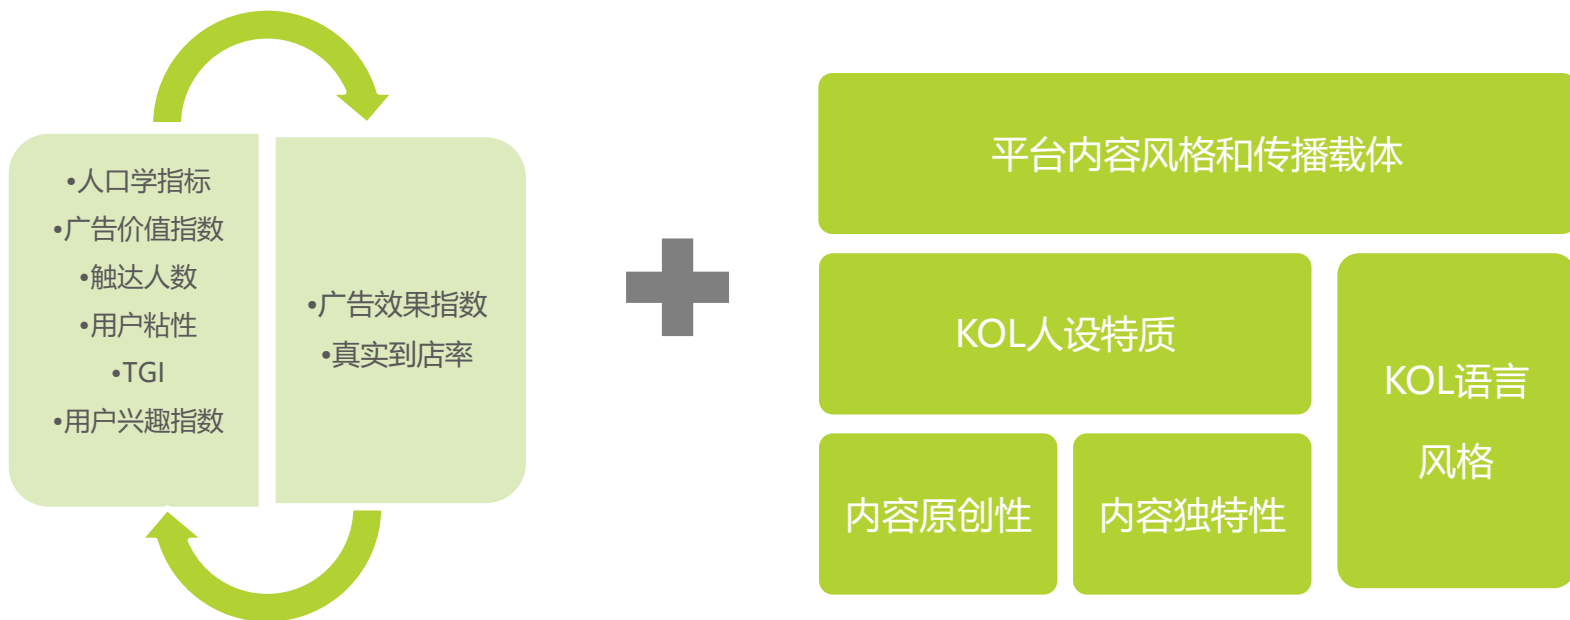 •人口学指标
•广告价值指数
•触达人数
•用户粘性
•TGI
•用户兴趣指数
•广告效果指数
•真实到店率
平台内容风格和传播载体
KOL人设特质
KOL语言
风格
内容原创性
内容独特性